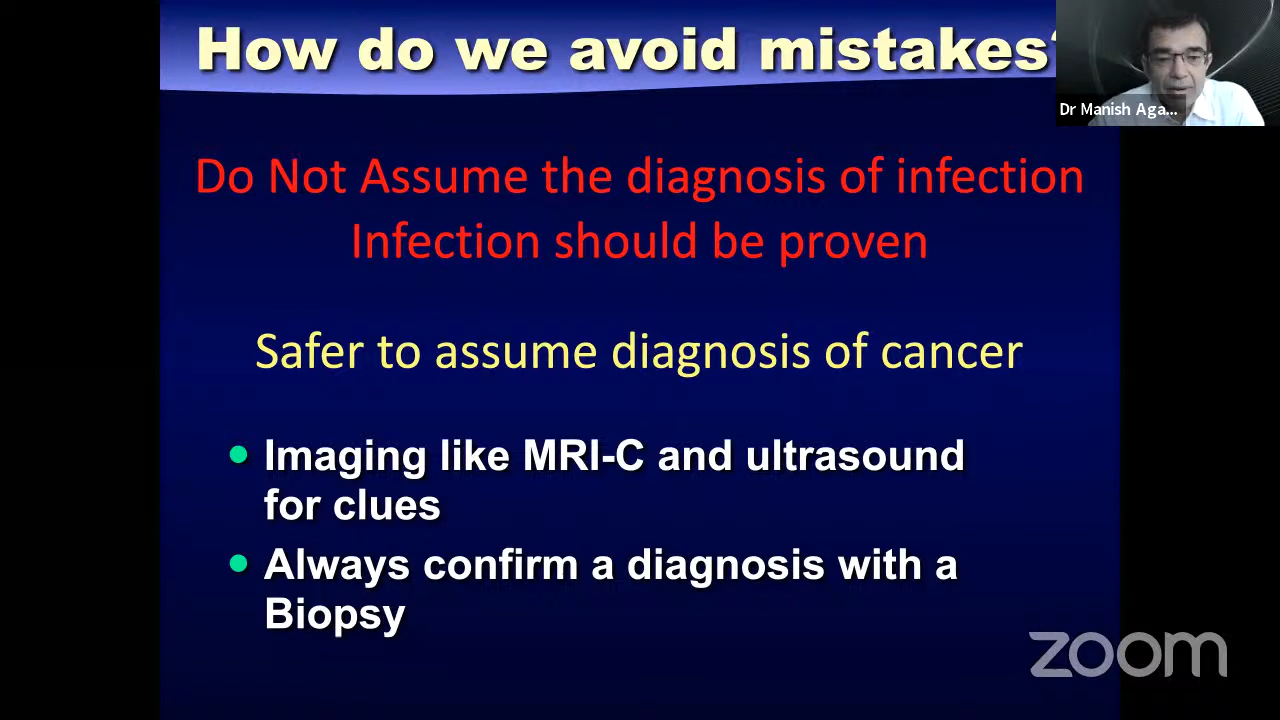 How do we avoid mistakes?
Dr Manish Aga...
Do Not Assume the diagnosis of infection
Infection should be proven
Safer to assume diagnosis of cancer
• Imaging like MRI-C and ultrasound
for clues
• Always confirm a diagnosis with a
Biopsy
zoom